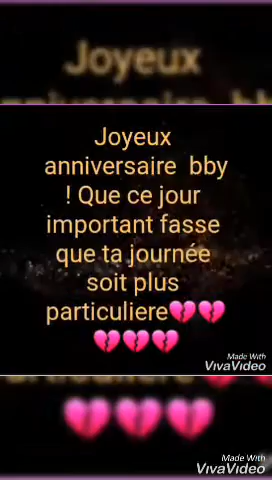 Joyeux
Joyeux
anniversaire bby
! Que ce jour
important fasse
que ta journée
soit plus
particuliere💔💔
💔💔💔
Made With
VivaVideo
💔💔💔
Made With
VivaVideo